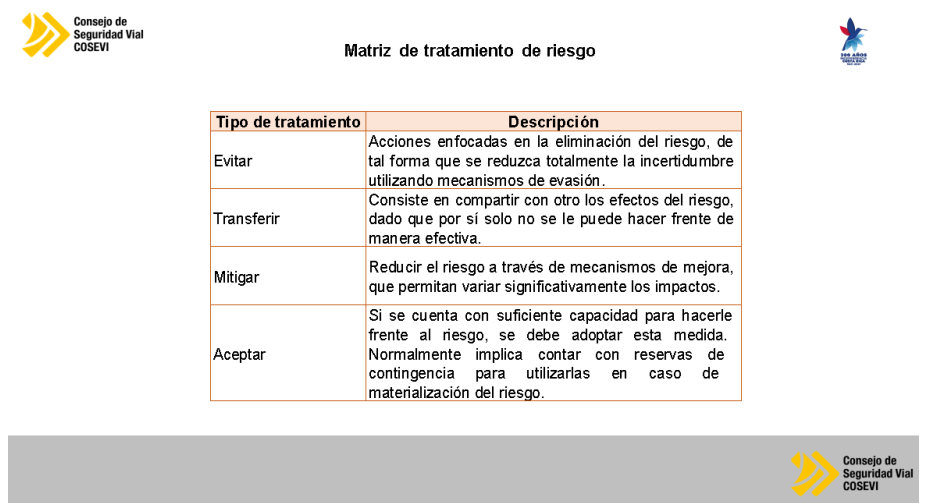 Consejo de
Seguridad Vial
COSEVI
Matriz de tratamiento de riesgo
200 AÑOS
COSTA RICA
Tipo de tratamiento
Descripción
Evitar
Acciones enfocadas en la eliminación del riesgo, de
tal forma que se reduzca totalmente la incertidumbre
utilizando mecanismos de evasión.
Transferir
Consiste en compartir con otro los efectos del riesgo,
dado que por sí solo no se le puede hacer frente de
manera efectiva.
Mitigar
Reducir el riesgo a través de mecanismos de mejora,
que permitan variar significativamente los impactos.
Aceptar
Si se cuenta con suficiente capacidad para hacerle
frente al riesgo, se debe adoptar esta medida.
Normalmente implica contar con reservas de
contingencia para utilizarlas en caso de
materialización del riesgo.
Consejo de
Seguridad Vial
COSEVI